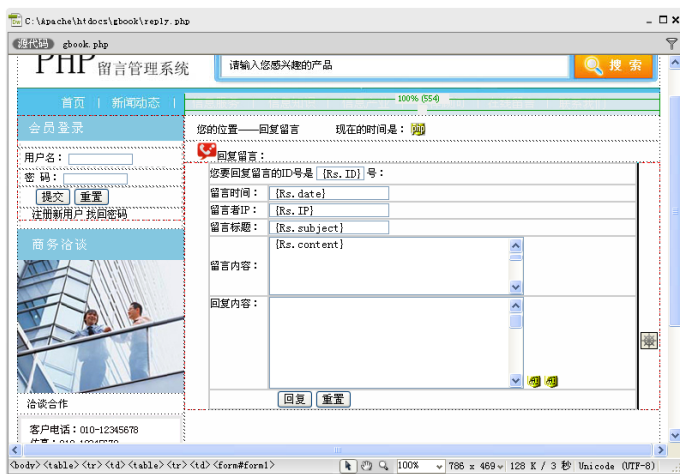 C:\Apache\htdocs\gbook\reply.php
源代码 gbook.php
PHP 留言管理系统
请输入您感兴趣的产品
搜 索
首页 | 新闻动态 |
100% (554)
会员登录
您的位置——回复留言 现在的时间是：
用户名：
密 码：
提交 重置
注册新用户 找回密码
商务洽谈
回复留言：
您要回复留言的ID号是 {Rs.ID} 号：
留言时间： {Rs.date}
留言者IP： {Rs.IP}
留言标题： {Rs.subject}
留言内容： {Rs.content}
回复内容：
回复 重置
洽谈合作
客户电话：010-12345678
<body> <table> <tr> <td> <table> <tr> <td> <form#form1>
100%
786 x 469 128 K / 3 秒 Unicode (UTF-8)